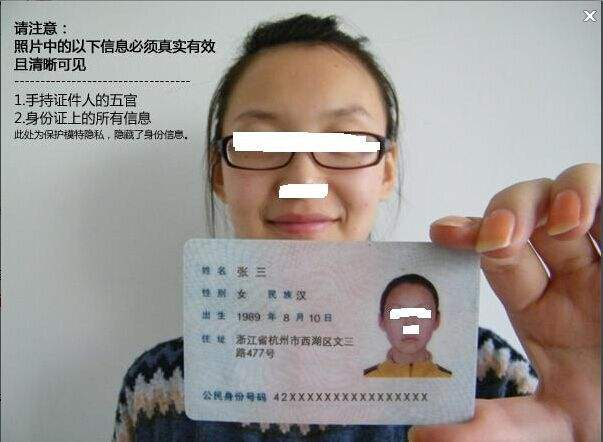 请注意：
照片中的以下信息必须真实有效
且清晰可见
----------------------------------
1.手持证件人的五官
2.身份证上的所有信息
此处为保护模特隐私，隐藏了身份信息。
姓 名 张 三
性 别 女 民 族 汉
出 生 1989 年 8 月 10 日
住 址 浙江省杭州市西湖区文三
路477号
公民身份号码 42XXXXXXXXXXXXXXXX